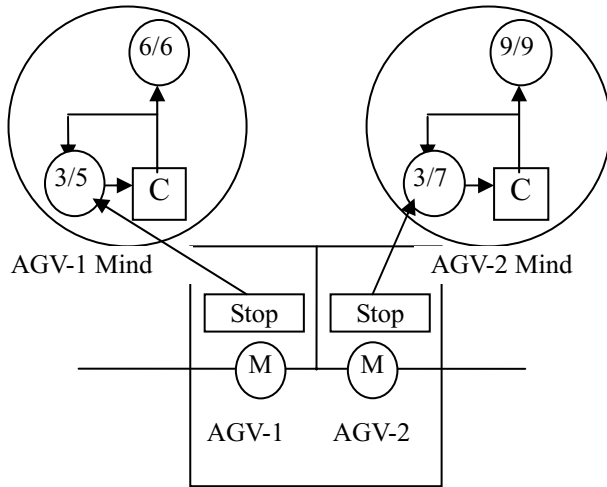 6/6
9/9
3/5
C
3/7
C
AGV-1 Mind
AGV-2 Mind
Stop
Stop
M
M
AGV-1
AGV-2